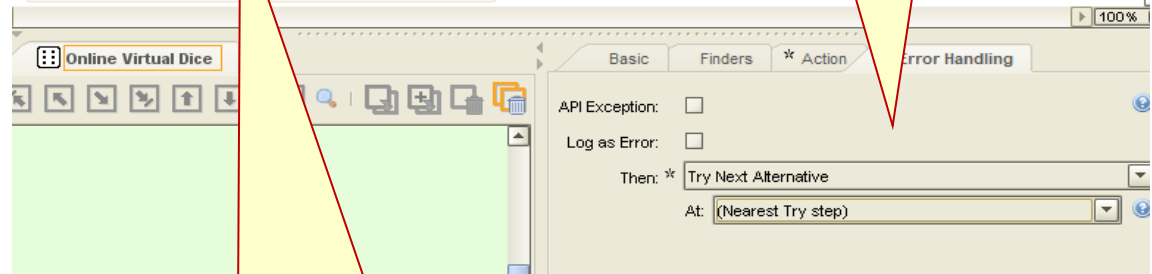 100%
Online Virtual Dice
Basic Finders * Action Error Handling
API Exception:
Log as Error:
Then: * Try Next Alternative
At: (Nearest Try step)